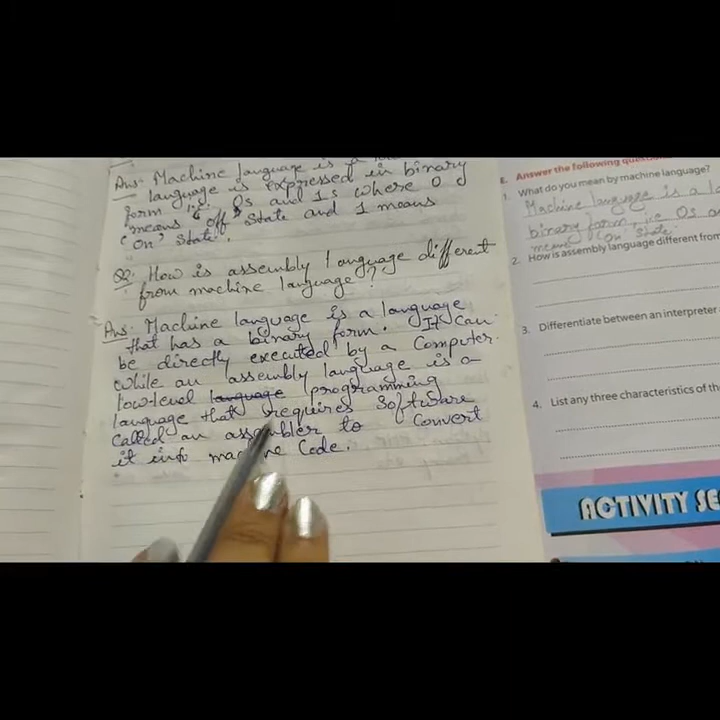 Ans: Machine language is a
language is expressed in binary
form i.e. 0s and 1s where 0
means "off" state and 1 means
'On' State.
Q2. How is assembly language different
from machine language?
Ans: Machine language is a language
that has a binary form. It can
be directly executed by a Computer.
While an assembly language is a
low-level language programming
language that requires Software
called an assembler to Convert
it into machine Code.
E. Answer the following
1. What do you mean by machine language?
Machine language is a
binary form, i.e 0s
means 'On State'
2. How is assembly language different from
3. Differentiate between an interpreter
4. List any three characteristics of
ACTIVITY